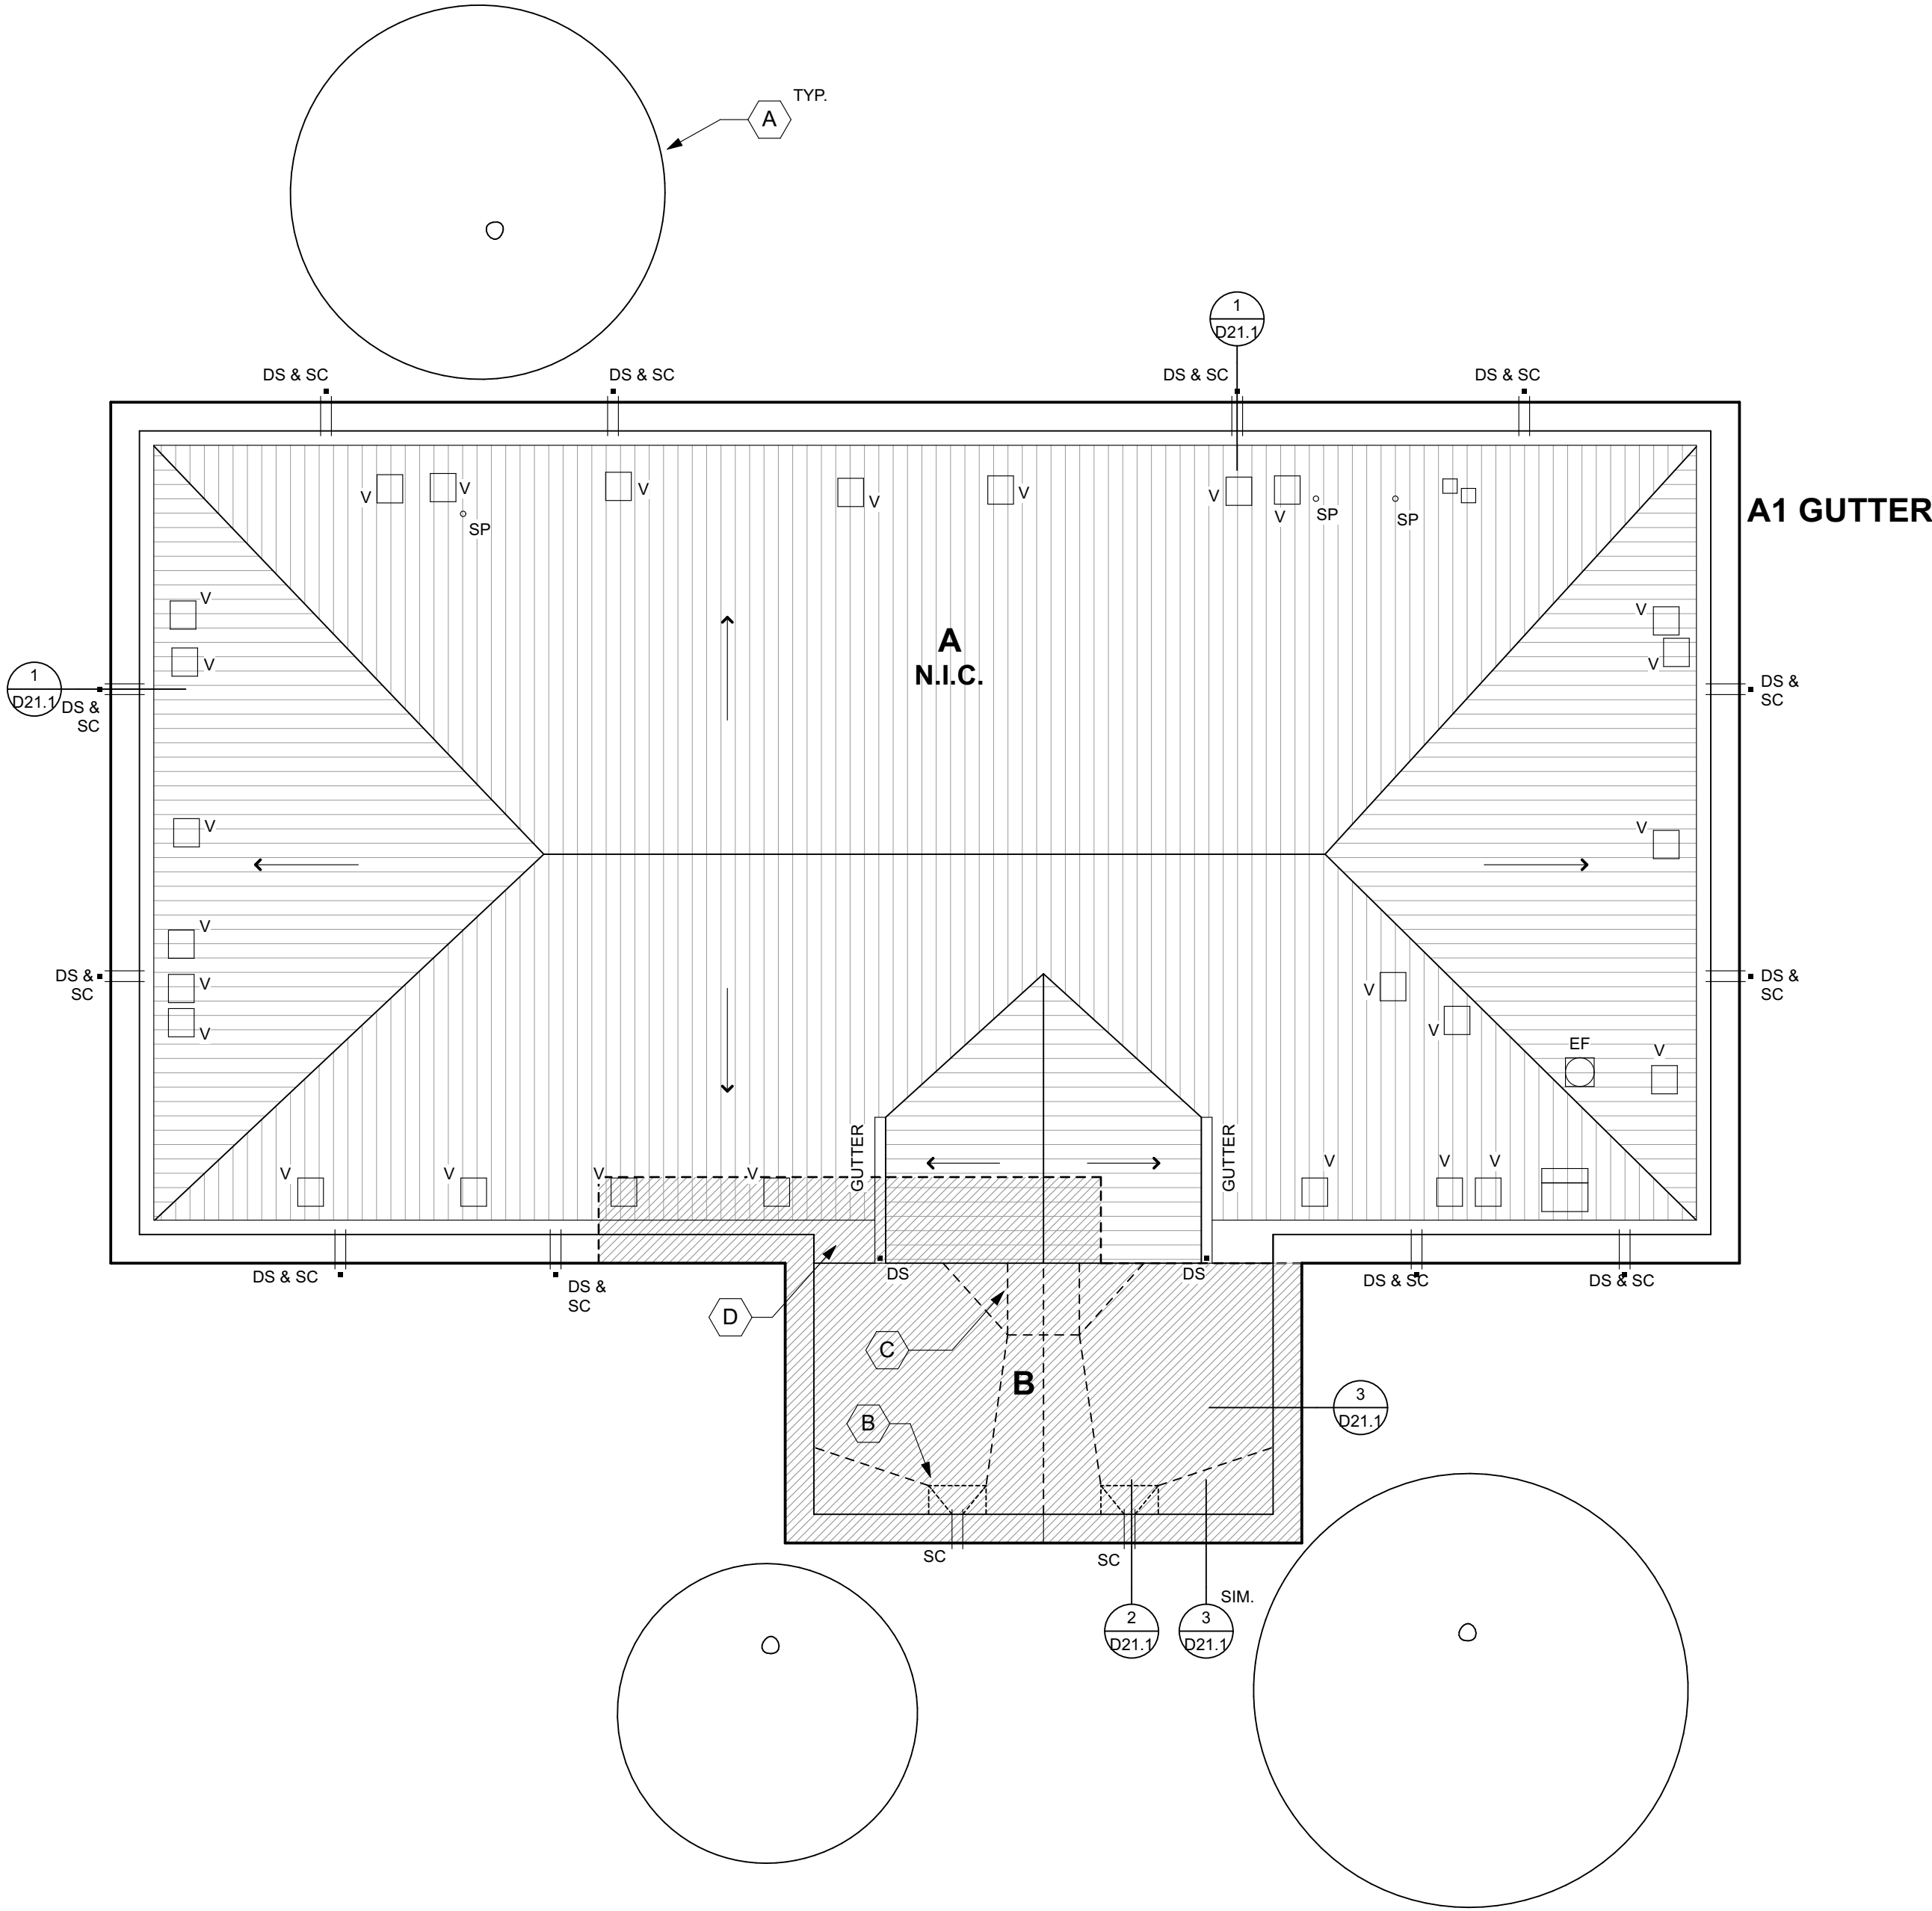 TYP.
A
1
D21.1
DS & SC
DS & SC
DS & SC
DS & SC
V
V
SP
V
V
V
V
V
SP
SP
A1 GUTTER
A
N.I.C.
V
V
V
V
1
D21.1
DS &
SC
DS &
SC
V
V
V
V
V
DS &
SC
DS &
SC
V
V
EF
V
V
V
V
V
GUTTER
GUTTER
V
V
V
DS & SC
DS &
SC
DS
DS
DS & SC
DS & SC
D
C
B
B
3
D21.1
SC
SC
SIM.
2
D21.1
3
D21.1